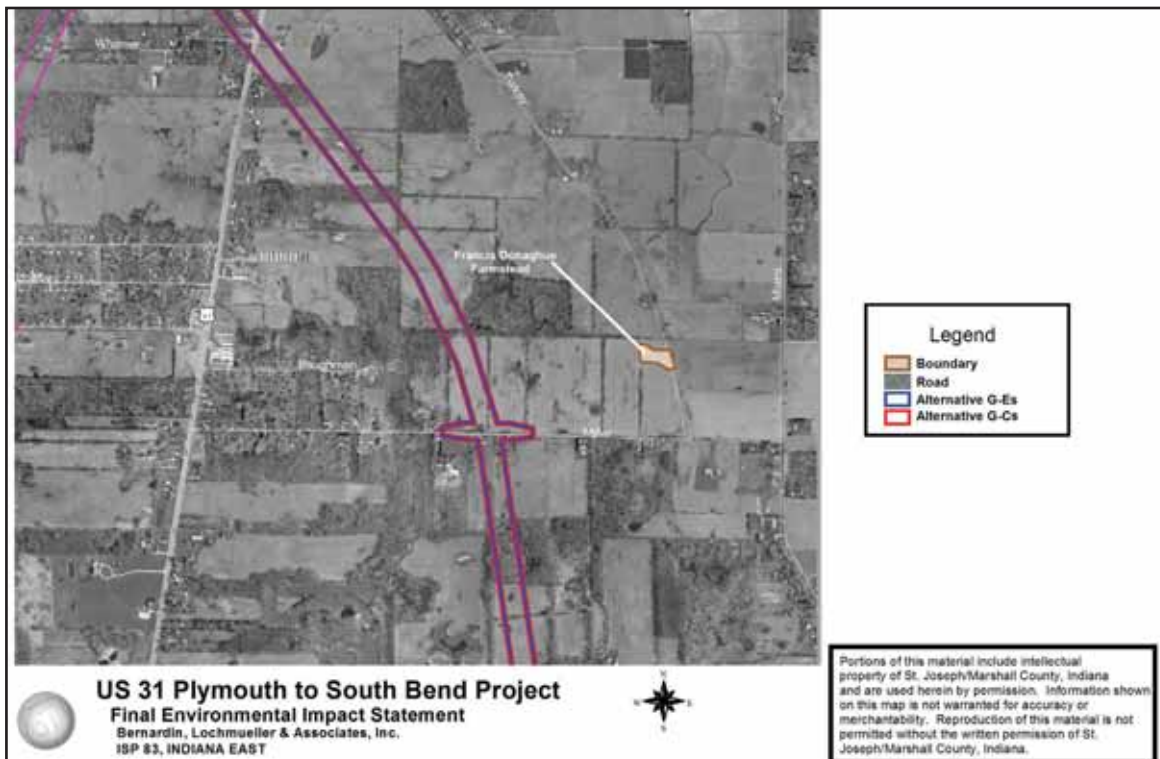 Francis Donaghue
Farmstead
31
Legend
Boundary
Road
Alternative G-Es
Alternative G-Cs
US 31 Plymouth to South Bend Project
Final Environmental Impact Statement
Bernardin, Lochmueller & Associates, Inc.
ISP 83, INDIANA EAST
Portions of this material include intellectual
property of St. Joseph/Marshall County, Indiana
and are used herein by permission. Information shown
on this map is not warranted for accuracy or
merchantability. Reproduction of this material is not
permitted without the written permission of St.
Joseph/Marshall County, Indiana.